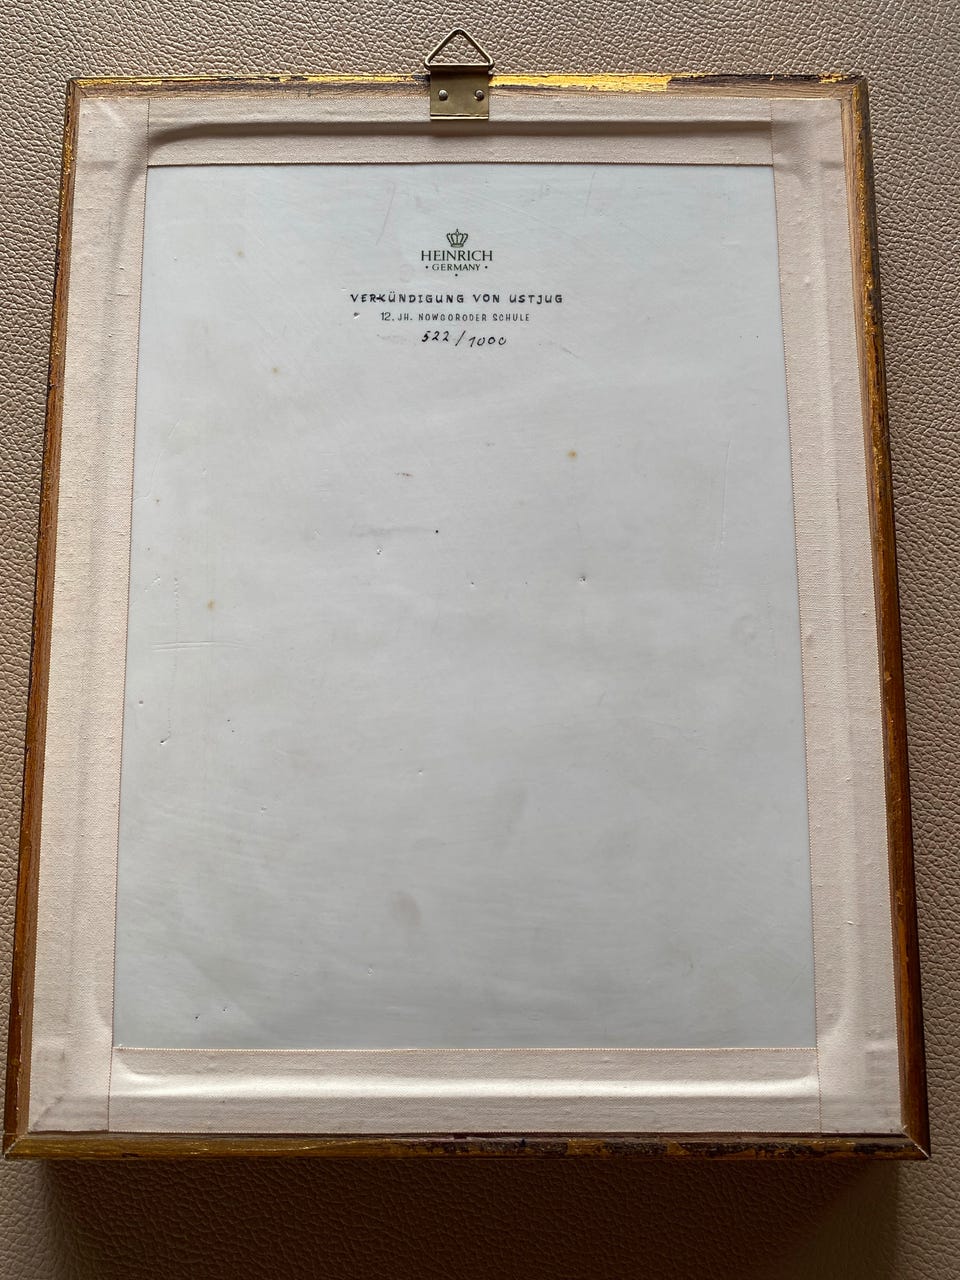 HEINRICH
• GERMANY •
VERKÜNDIGUNG VON USTJUG
12. JH. NOWGORODER SCHULE
522/1000